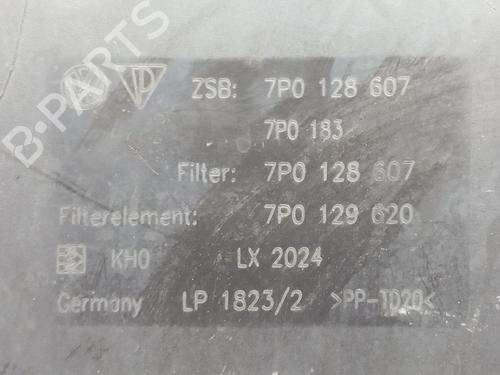 B-PARTS
ZSB: 7P0 128 607
7P0 183
Filter: 7P0 128 607
Filterelement: 7P0 129 620
KHO LX 2024
Germany LP 1823/2 >PP-TD20<